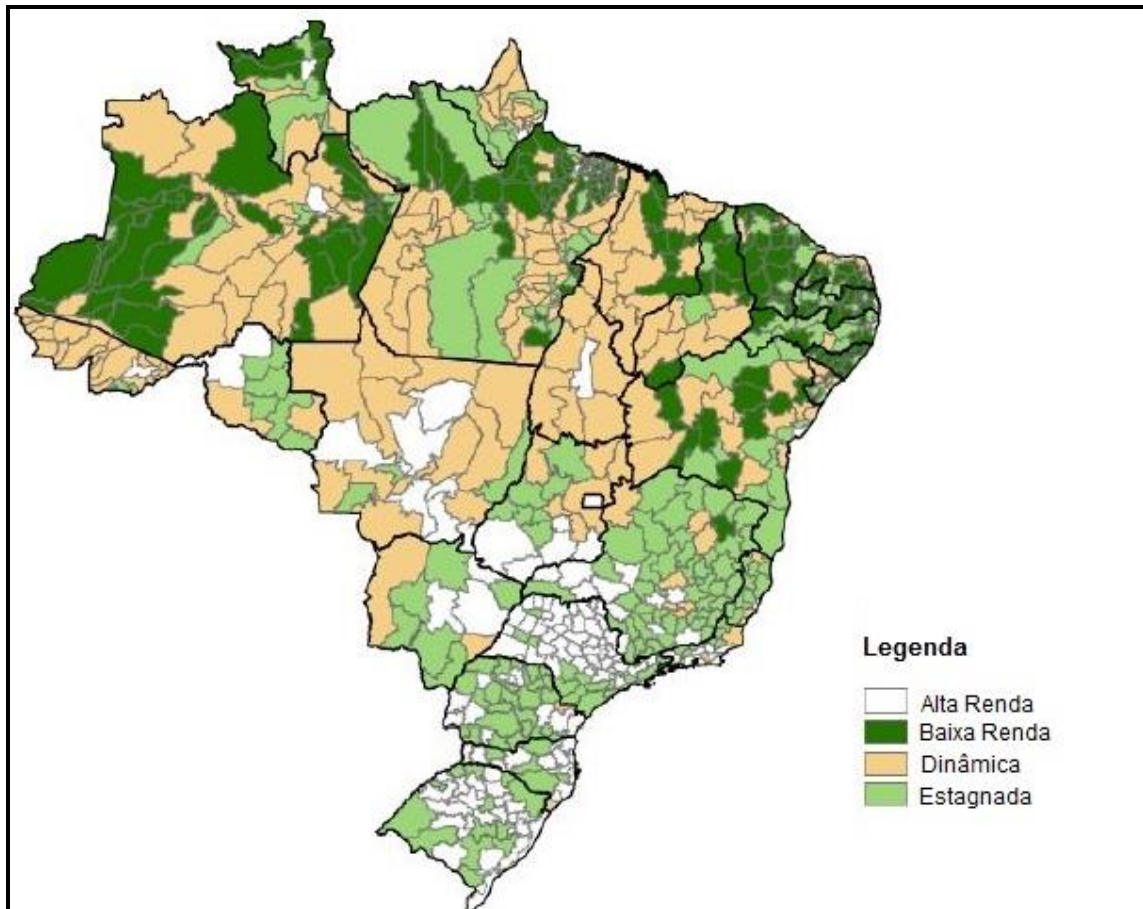 Legenda
Alta Renda
Baixa Renda
Dinâmica
Estagnada